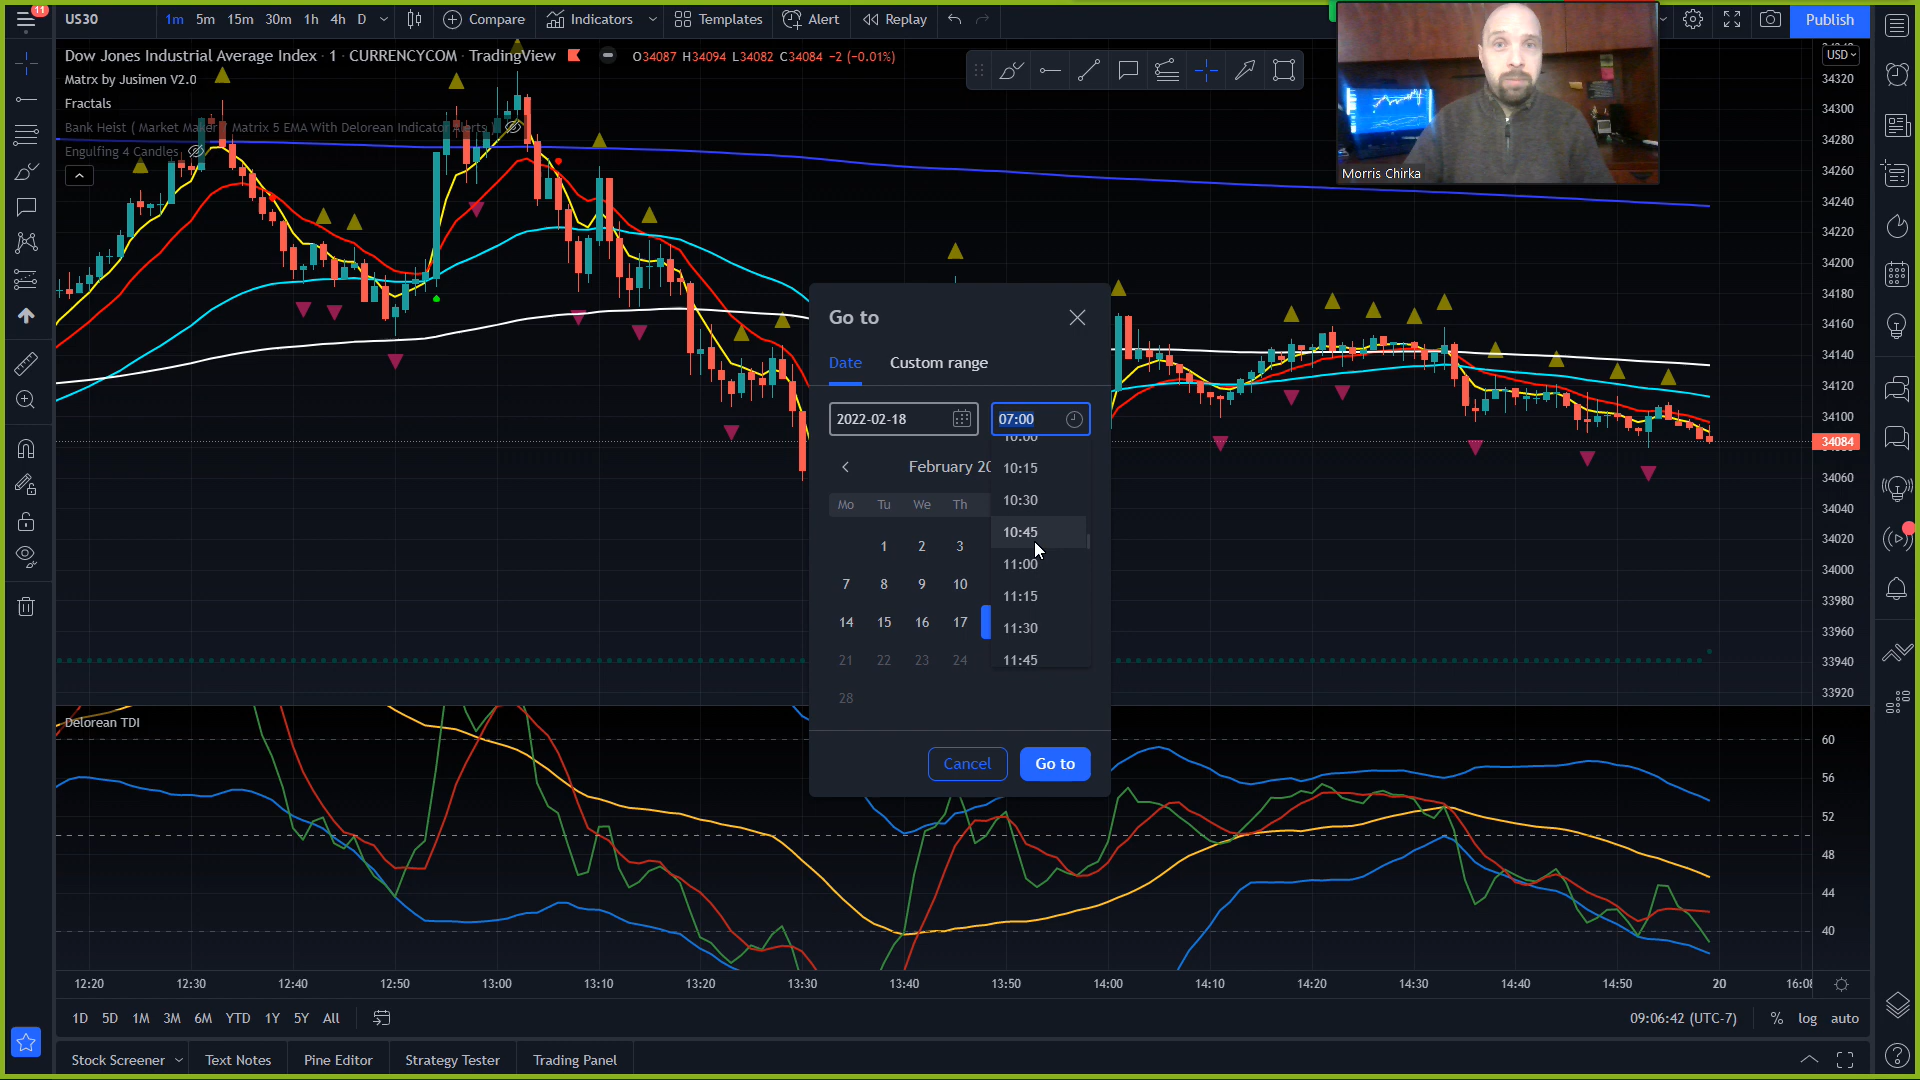 11
US30
1m 5m 15m 30m 1h 4h D
Compare
Indicators
Templates
Alert
Replay
Publish
Dow Jones Industrial Average Index · 1 · CURRENCYCOM · TradingView
O34087 H34094 L34082 C34084 -2 (-0.01%)
Matrx by Jusimen V2.0
Fractals
Bank Heist ( Market Maker Matrix 5 EMA With Delorean Indicator Alerts
Engulfing 4 Candles
Morris Chirka
USD
34320
34300
34280
34260
34240
34220
34200
34180
34160
34140
34120
34100
34084
34060
34040
34020
34000
33980
33960
33940
33920
Go to
Date Custom range
2022-02-18 07:00
February 20
Mo Tu We Th
1 2 3
7 8 9 10
14 15 16 17
21 22 23 24
28
10:00
10:15
10:30
10:45
11:00
11:15
11:30
11:45
Cancel Go to
Delorean TDI
60
56
52
48
44
40
12:20 12:30 12:40 12:50 13:00 13:10 13:20 13:30 13:40 13:50 14:00 14:10 14:20 14:30 14:40 14:50 20 16:08
1D 5D 1M 3M 6M YTD 1Y 5Y All
09:06:42 (UTC-7) % log auto
Stock Screener Text Notes Pine Editor Strategy Tester Trading Panel